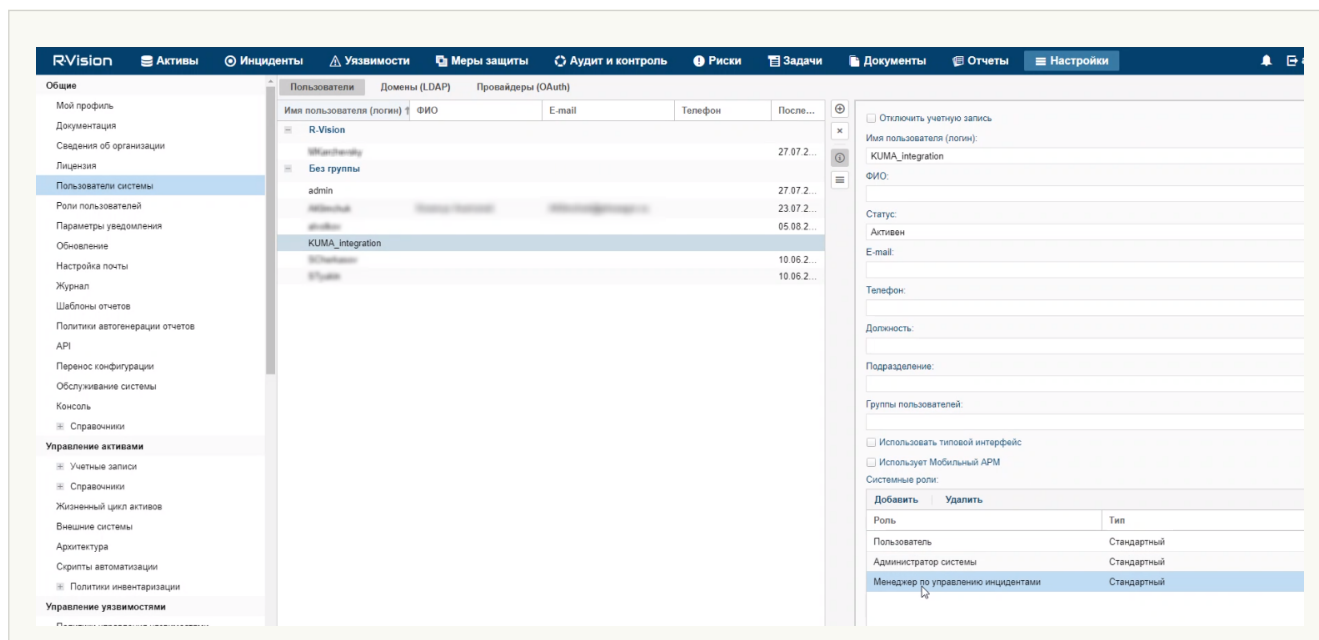 R-Vision Активы Инциденты Уязвимости Меры защиты Аудит и контроль Риски Задачи Документы Отчеты Настройки
Общие
Мой профиль
Документация
Сведения об организации
Лицензия
Пользователи системы
Роли пользователей
Параметры уведомления
Обновление
Настройка почты
Журнал
Шаблоны отчетов
Политики автогенерации отчетов
API
Перенос конфигурации
Обслуживание системы
Консоль
Справочники
Управление активами
Учетные записи
Справочники
Жизненный цикл активов
Внешние системы
Архитектура
Скрипты автоматизации
Политики инвентаризации
Управление уязвимостями
Пользователи Домены (LDAP) Провайдеры (OAuth)
Имя пользователя (логин) ↑ ФИО E-mail Телефон После...
R-Vision
27.07.2...
Без группы
admin 27.07.2...
23.07.2...
05.08.2...
KUMA_integration
10.06.2...
10.06.2...
Отключить учетную запись
Имя пользователя (логин):
KUMA_integration
ФИО:
Статус:
Активен
E-mail:
Телефон:
Должность:
Подразделение:
Группы пользователей:
Использовать типовой интерфейс
Использует Мобильный АРМ
Системные роли:
Добавить Удалить
Роль Тип
Пользователь Стандартный
Администратор системы Стандартный
Менеджер по управлению инцидентами Стандартный